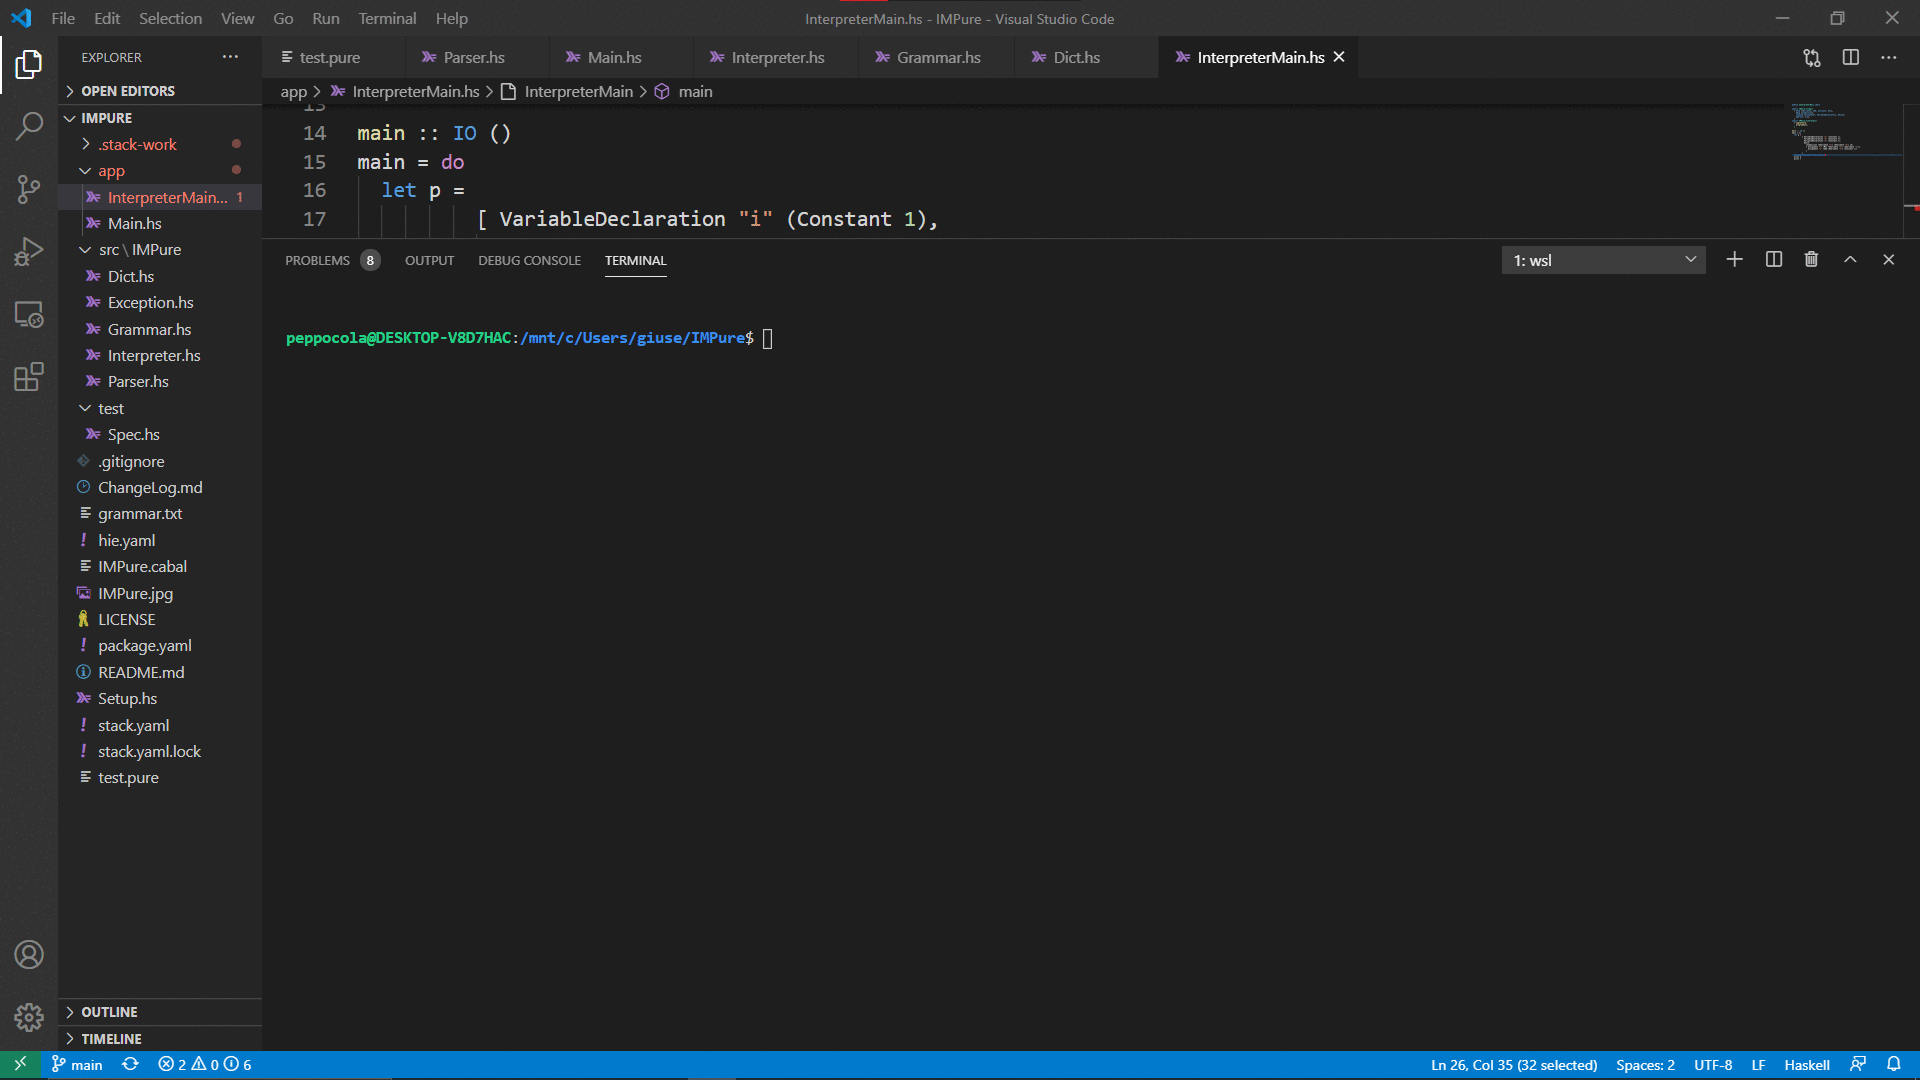 File Edit Selection View Go Run Terminal Help
InterpreterMain.hs - IMPure - Visual Studio Code
EXPLORER
OPEN EDITORS
IMPURE
.stack-work
app
InterpreterMain... 1
Main.hs
src \ IMPure
Dict.hs
Exception.hs
Grammar.hs
Interpreter.hs
Parser.hs
test
Spec.hs
.gitignore
ChangeLog.md
grammar.txt
hie.yaml
IMPure.cabal
IMPure.jpg
LICENSE
package.yaml
README.md
Setup.hs
stack.yaml
stack.yaml.lock
test.pure
OUTLINE
TIMELINE
test.pure Parser.hs Main.hs Interpreter.hs Grammar.hs Dict.hs InterpreterMain.hs
app > InterpreterMain.hs > InterpreterMain > main
13
14 main :: IO ()
15 main = do
16 let p =
17 [ VariableDeclaration "i" (Constant 1),
PROBLEMS 8 OUTPUT DEBUG CONSOLE TERMINAL
1: wsl
peppocola@DESKTOP-V8D7HAC:/mnt/c/Users/giuse/IMPure$
main 2 0 6
Ln 26, Col 35 (32 selected) Spaces: 2 UTF-8 LF Haskell